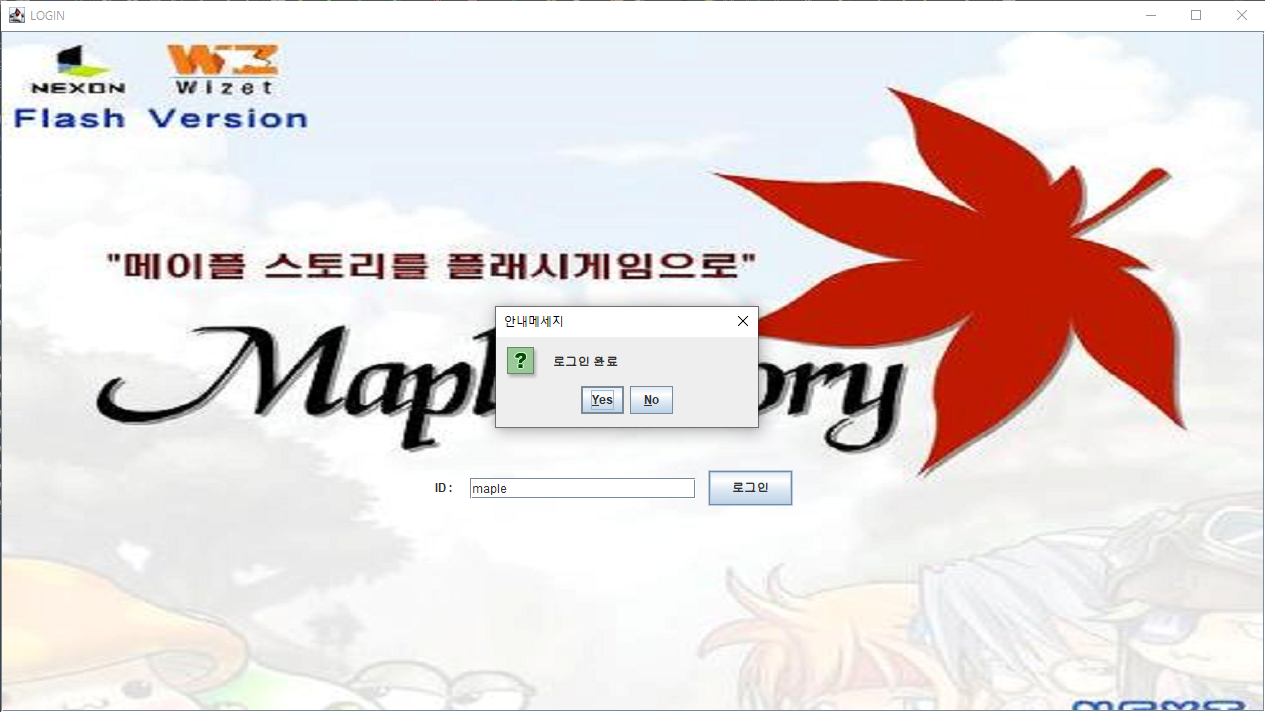 LOGIN
NEXON
Wizet
Flash Version
"메이플 스토리를 플래시게임으로"
안내메세지
로그인 완료
Yes No
ID : maple 로그인